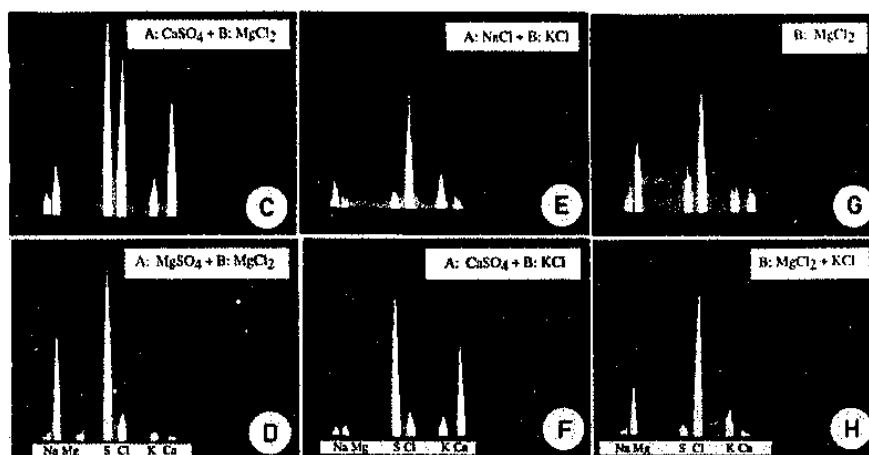 A: CaSO4 + B: MgCl2
C
A: NaCl + B: KCl
E
B: MgCl2
G
A: MgSO4 + B: MgCl2
D
Na Mg S Cl K Ca
A: CaSO4 + B: KCl
F
Na Mg S Cl K Ca
B: MgCl2 + KCl
H
Na Mg S Cl K Ca